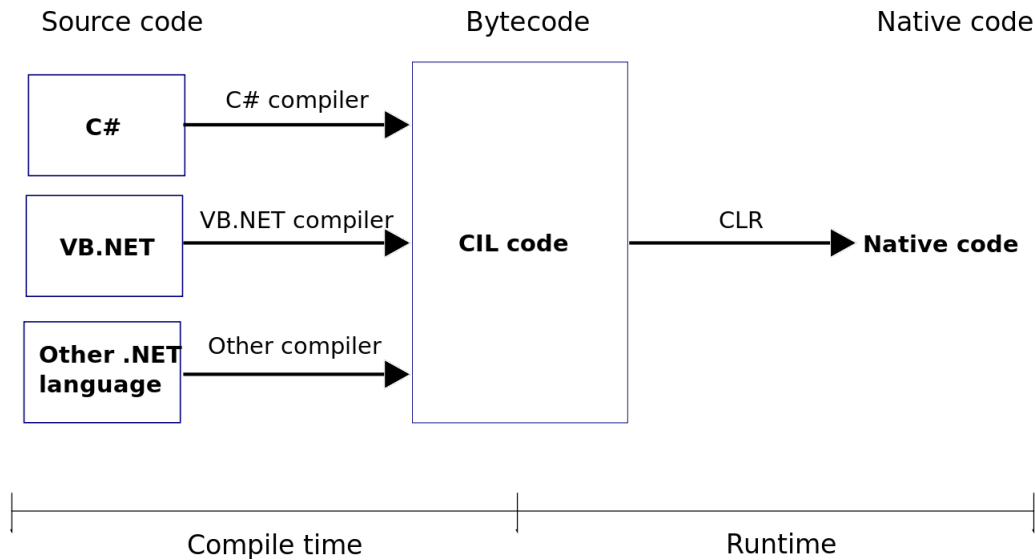 Source code
Bytecode
Native code
C# compiler
C#
VB.NET compiler
VB.NET
CIL code
CLR
Native code
Other compiler
Other .NET
language
Compile time
Runtime